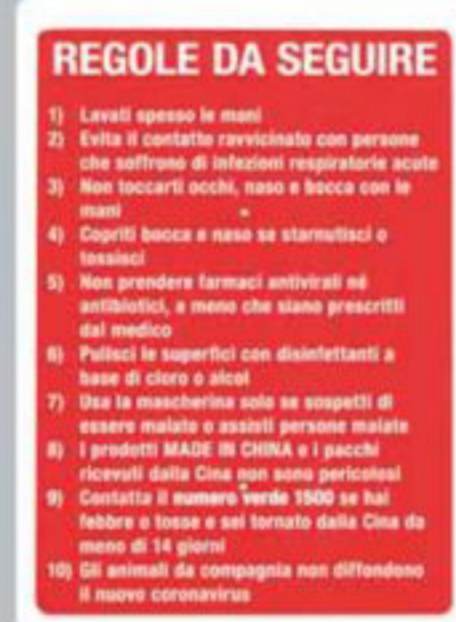 REGOLE DA SEGUIRE
1) Lavati spesso le mani
2) Evita il contatto ravvicinato con persone
che soffrono di infezioni respiratorie acute
3) Non toccarti occhi, naso e bocca con le
mani
4) Copriti bocca e naso se starnutisci o
tossisci
5) Non prendere farmaci antivirali né
antibiotici, a meno che siano prescritti
dal medico
6) Pulisci le superfici con disinfettanti a
base di cloro o alcol
7) Usa la mascherina solo se sospetti di
essere malato o assisti persone malate
8) I prodotti MADE IN CHINA e i pacchi
ricevuti dalla Cina non sono pericolosi
9) Contatta il numero verde 1500 se hai
febbre o tosse e sei tornato dalla Cina da
meno di 14 giorni
10) Gli animali da compagnia non diffondono
il nuovo coronavirus